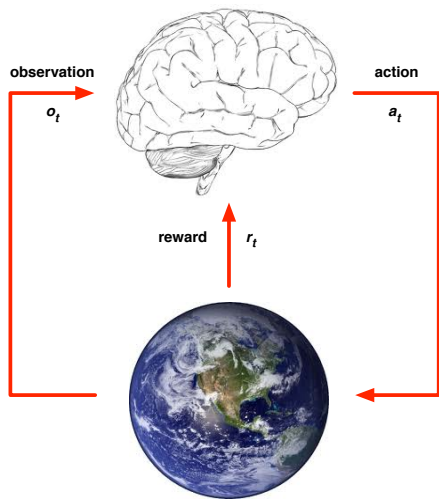 observation
o_t
action
a_t
reward
r_t